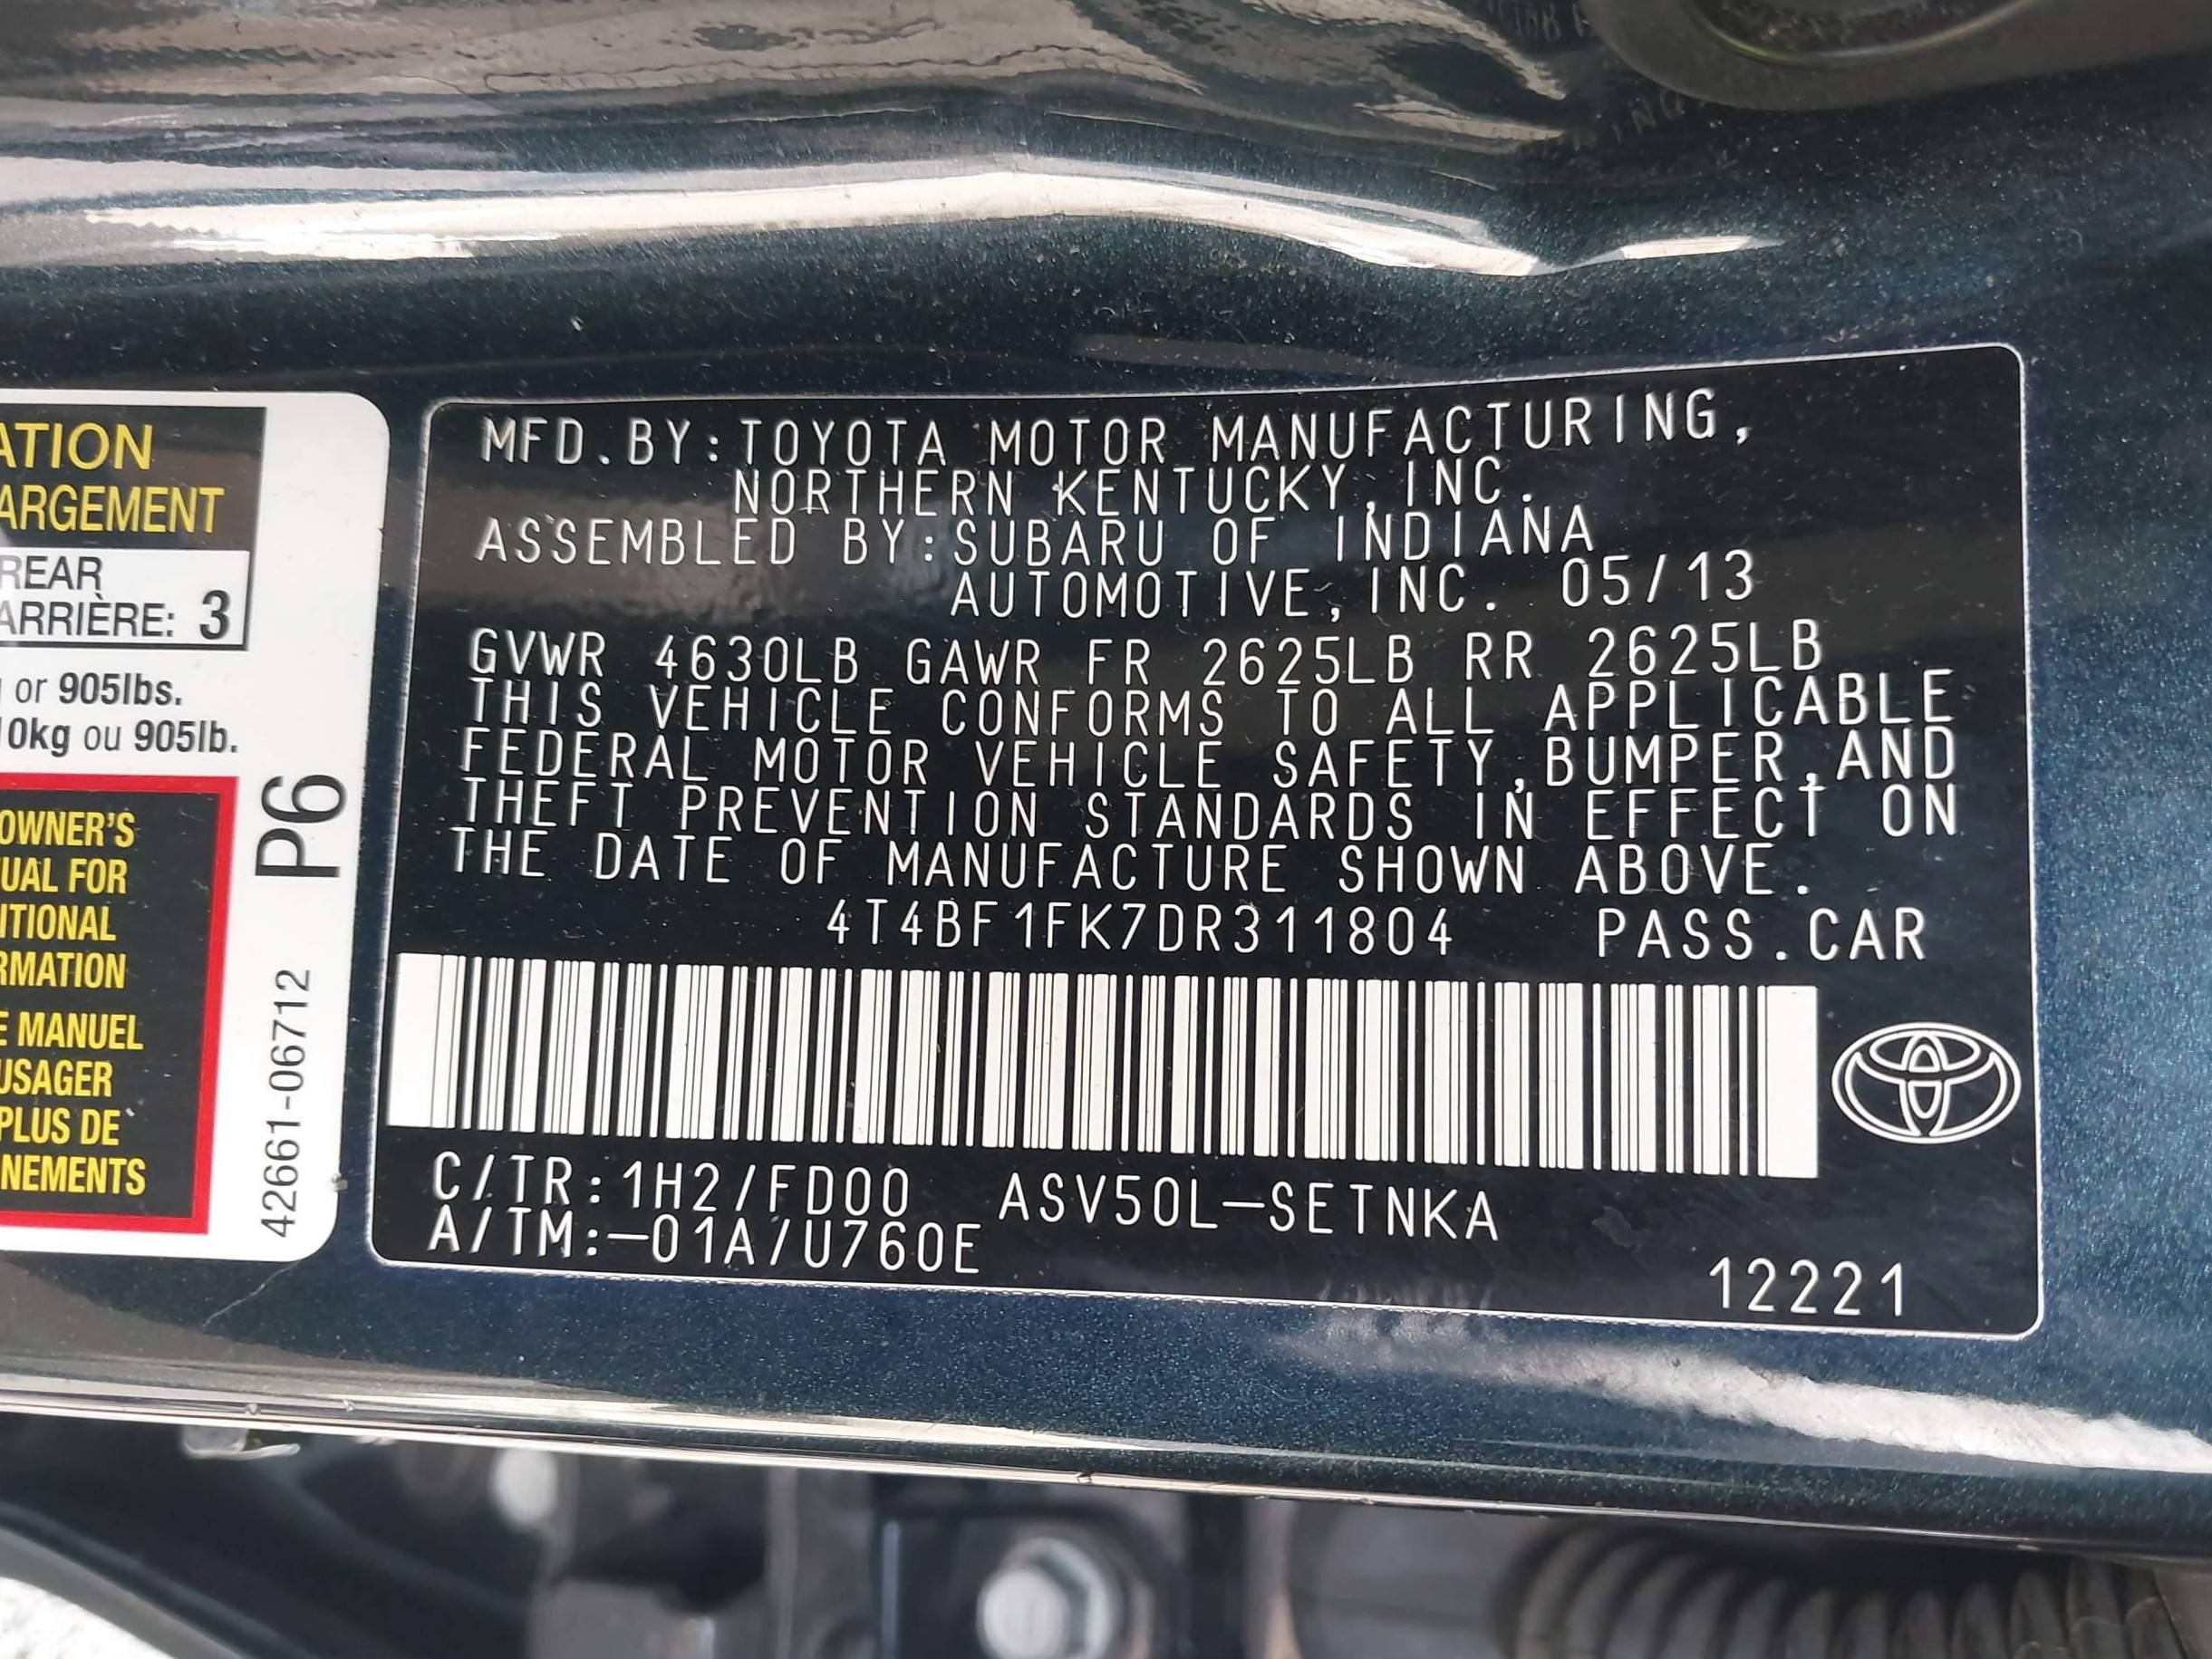 ATION
ARGEMENT
REAR
ARRIÈRE: 3
or 905lbs.
0kg ou 905lb.
OWNER'S
UAL FOR
ITIONAL
RMATION
E MANUEL
USAGER
PLUS DE
NEMENTS
P6
42661-06712
MFD.BY:TOYOTA MOTOR MANUFACTURING,
NORTHERN KENTUCKY,INC.
ASSEMBLED BY:SUBARU OF INDIANA
AUTOMOTIVE,INC. 05/13
GVWR 4630LB GAWR FR 2625LB RR 2625LB
THIS VEHICLE CONFORMS TO ALL APPLICABLE
FEDERAL MOTOR VEHICLE SAFETY,BUMPER,AND
THEFT PREVENTION STANDARDS IN EFFECT ON
THE DATE OF MANUFACTURE SHOWN ABOVE.
4T4BF1FK7DR311804 PASS.CAR
C/TR:1H2/FD00 ASV50L-SETNKA
A/TM:-01A/U760E
12221